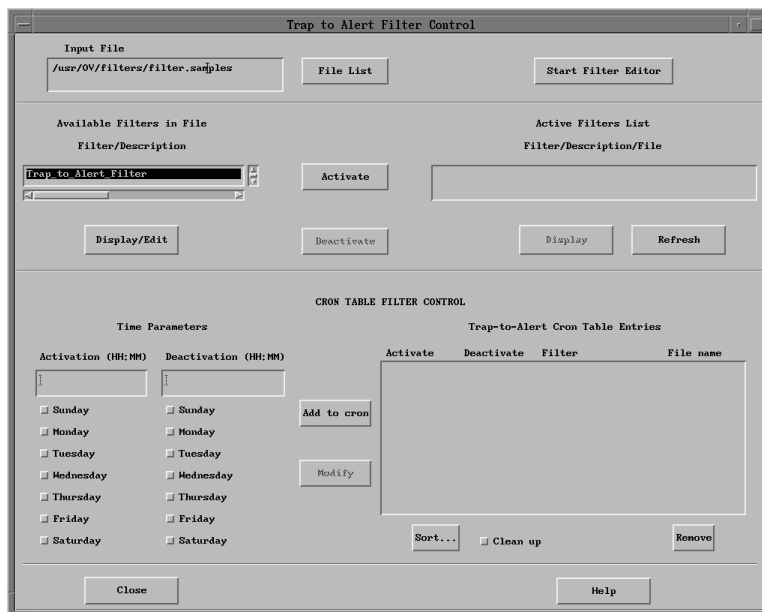 Trap to Alert Filter Control
Input File
/usr/OV/filters/filter.samples
File List
Start Filter Editor
Available Filters in File
Active Filters List
Filter/Description
Filter/Description/File
Trap_to_Alert_Filter
Activate
Display/Edit
Deactivate
Display
Refresh
CRON TABLE FILTER CONTROL
Time Parameters
Trap-to-Alert Cron Table Entries
Activation (HH:MM) Deactivation (HH:MM)
Activate Deactivate Filter File name
Sunday Sunday
Add to cron
Monday Monday
Tuesday Tuesday
Wednesday Wednesday
Modify
Thursday Thursday
Friday Friday
Saturday Saturday
Sort...
Clean up
Remove
Close
Help